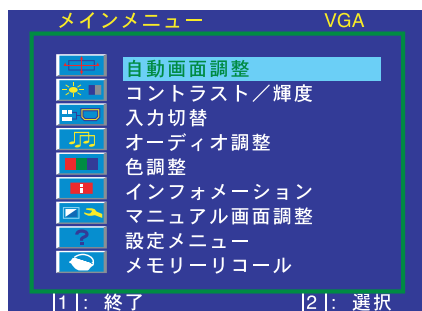 メインメニュー VGA
自動画面調整
コントラスト／輝度
入力切替
オーディオ調整
色調整
インフォメーション
マニュアル画面調整
設定メニュー
メモリーリコール
|1|： 終了 |2|： 選択